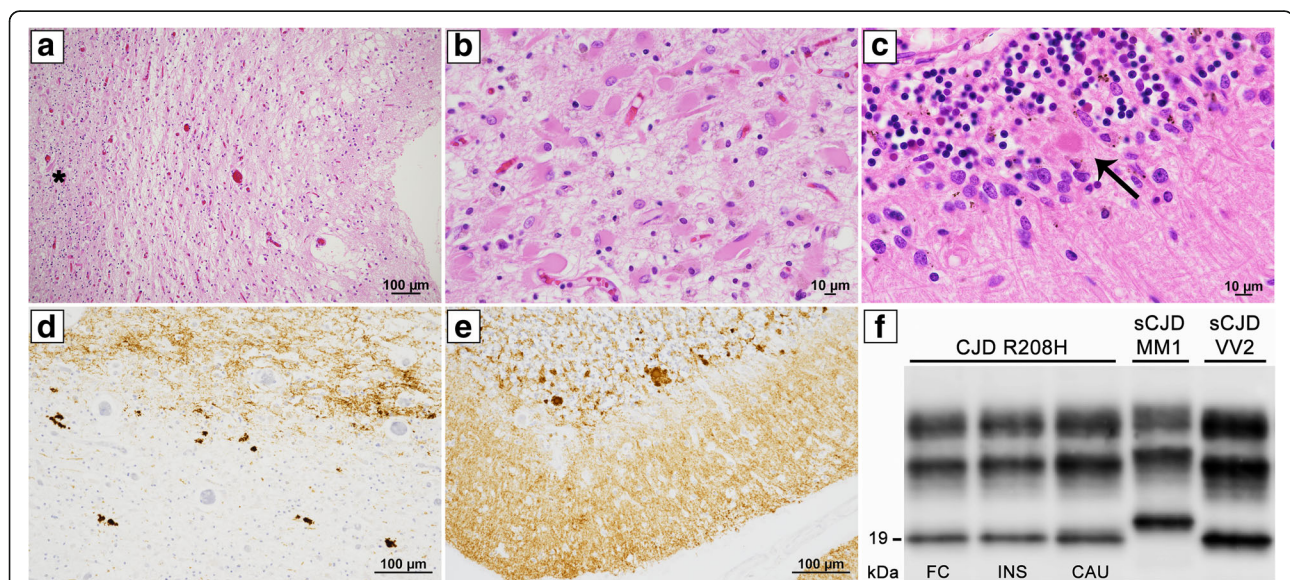 a
b
c
*
100 µm
10 µm
10 µm
d
e
f
sCJD sCJD
CJD R208H MM1 VV2
100 µm
100 µm
19
kDa FC INS CAU